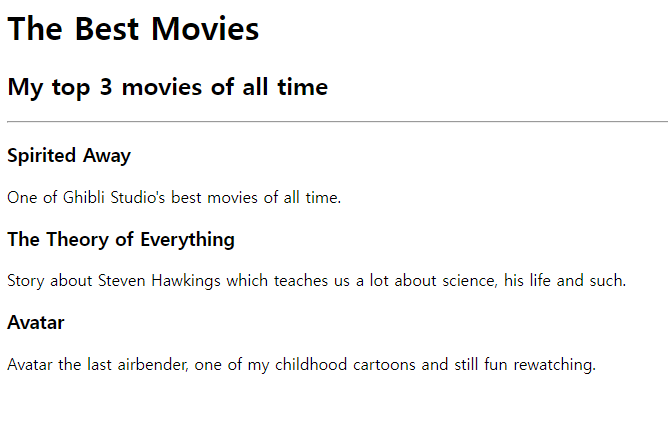 The Best Movies
My top 3 movies of all time
Spirited Away
One of Ghibli Studio's best movies of all time.
The Theory of Everything
Story about Steven Hawkings which teaches us a lot about science, his life and such.
Avatar
Avatar the last airbender, one of my childhood cartoons and still fun rewatching.